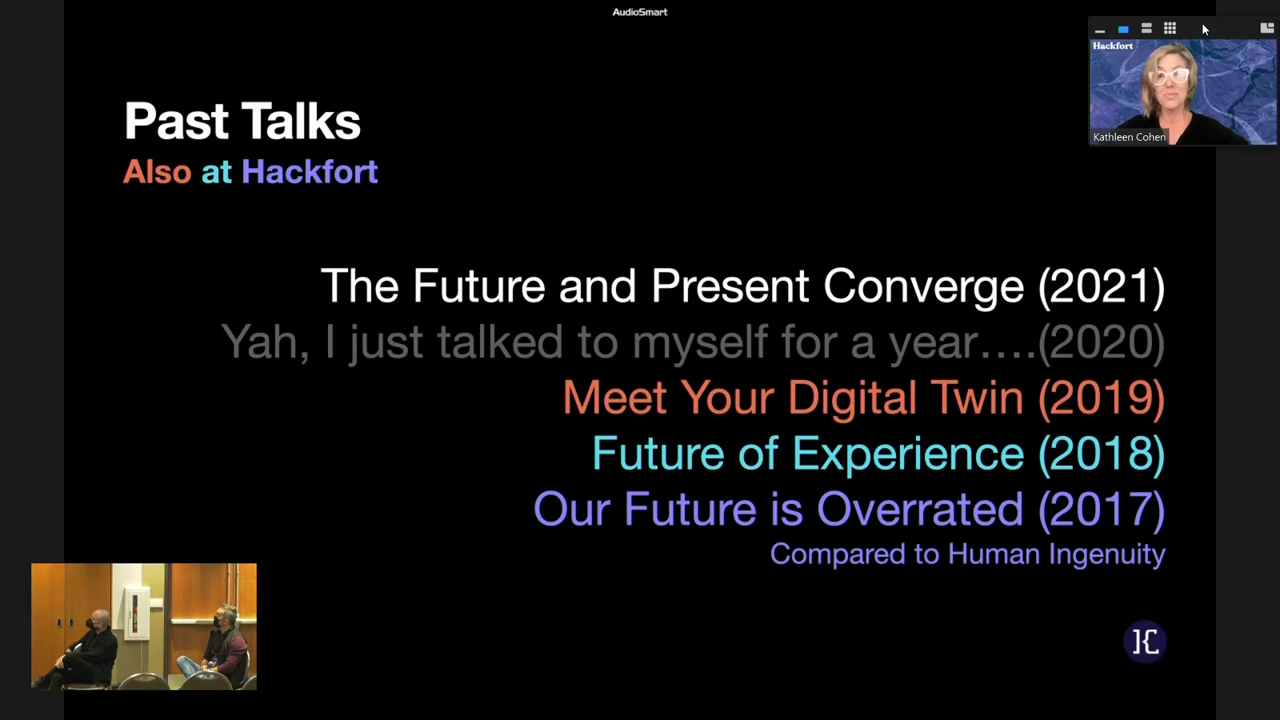 AudioSmart
Hackfort
Kathleen Cohen
Past Talks
Also at Hackfort
The Future and Present Converge (2021)
Yah, I just talked to myself for a year….(2020)
Meet Your Digital Twin (2019)
Future of Experience (2018)
Our Future is Overrated (2017)
Compared to Human Ingenuity